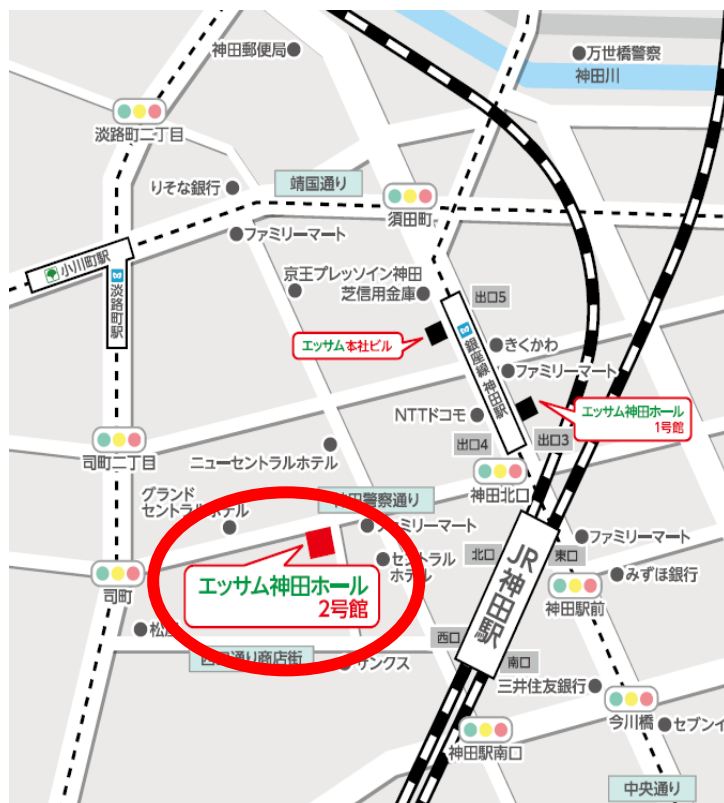 神田郵便局
万世橋警察
神田川
淡路町二丁目
りそな銀行
靖国通り
須田町
ファミリーマート
小川町駅
淡路町駅
京王プレッソイン神田
芝信用金庫
出口5
エッサム本社ビル
銀座線 神田駅
きくかわ
ファミリーマート
NTTドコモ
エッサム神田ホール
1号館
出口4
出口3
司町二丁目
ニューセントラルホテル
神田北口
グランド
セントラルホテル
神田警察通り
ファミリーマート
ファミリーマート
セントラル
ホテル
北口
JR神田駅
東口
みずほ銀行
司町
エッサム神田ホール
2号館
神田駅前
西口
西口通り商店街
サンクス
南口
三井住友銀行
今川橋
セブンイ
神田駅南口
中央通り